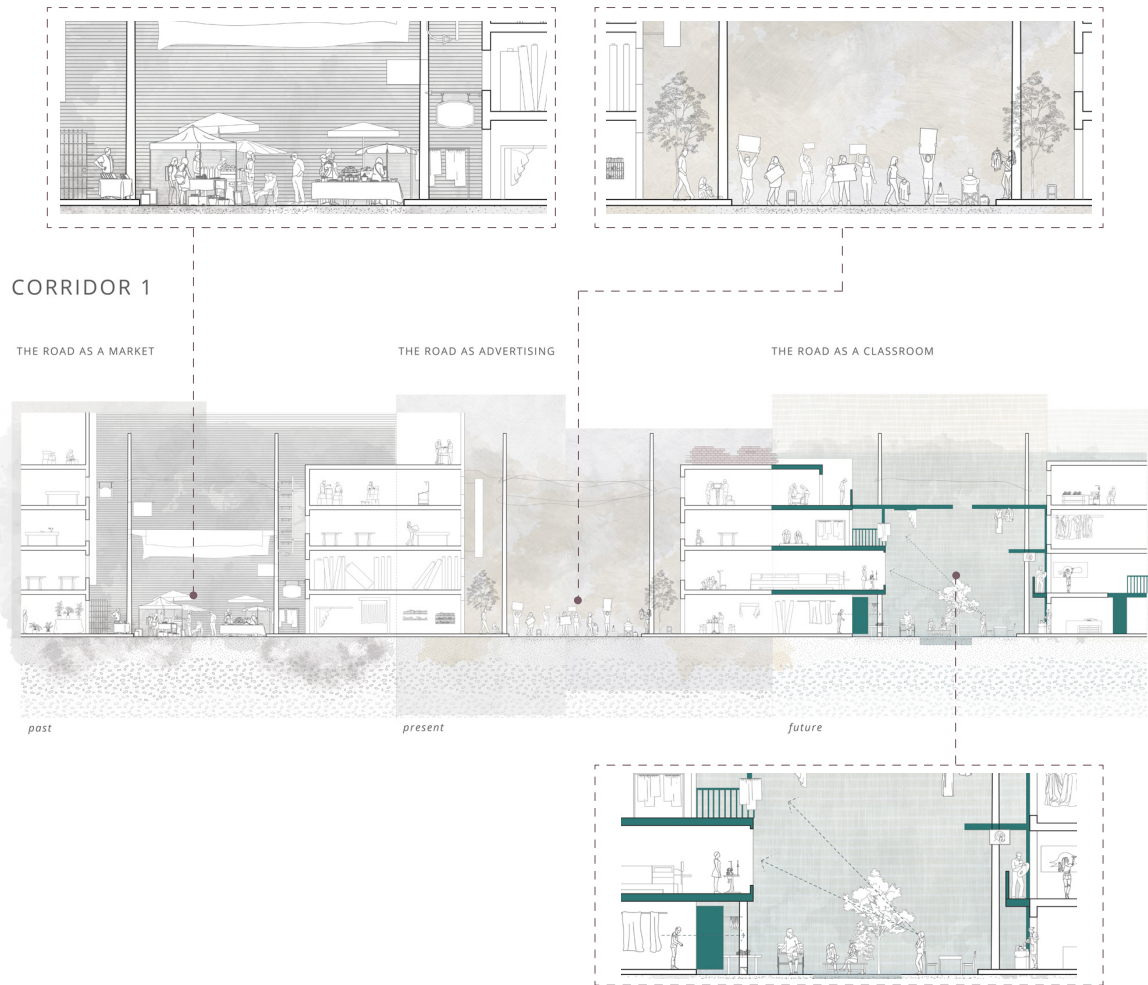 CORRIDOR 1
THE ROAD AS A MARKET
THE ROAD AS ADVERTISING
THE ROAD AS A CLASSROOM
past
present
future